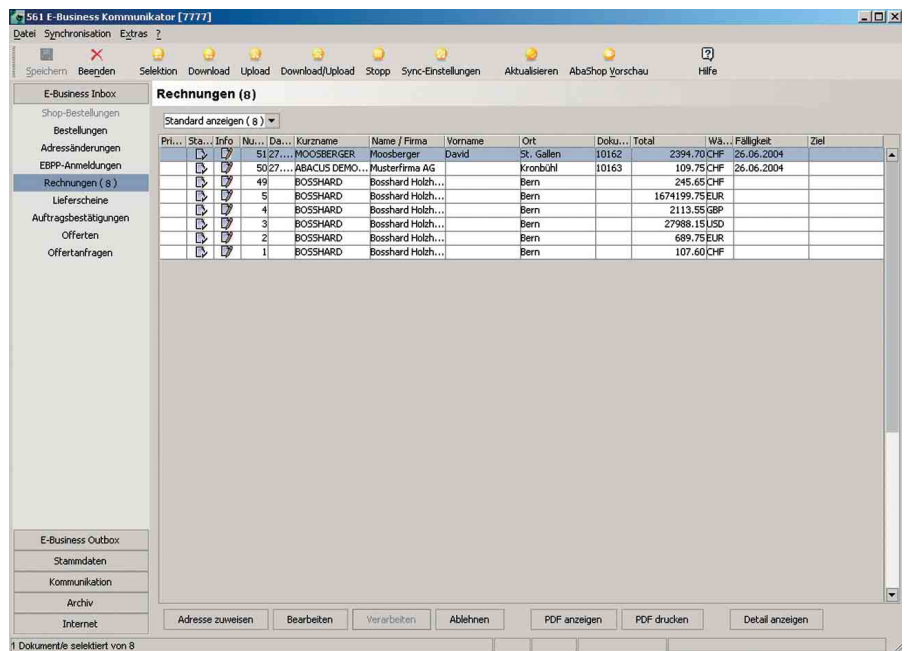 561 E-Business Kommunikator [7777]
Datei Synchronisation Extras ?
Speichern Beenden Selektion Download Upload Download/Upload Stopp Sync-Einstellungen Aktualisieren AbaShop Vorschau Hilfe
E-Business Inbox
Shop-Bestellungen
Bestellungen
Adressänderungen
EBPP-Anmeldungen
Rechnungen ( 8 )
Lieferscheine
Auftragsbestätigungen
Offerten
Offertanfragen
Rechnungen (8)
Standard anzeigen ( 8 )
Pri... Sta... Info Nu... Da... Kurzname Name / Firma Vorname Ort Doku... Total Wä... Fälligkeit Ziel
51 27.... MOOSBERGER Moosberger David St. Gallen 10162 2394.70 CHF 26.06.2004
50 27.... ABACUS DEMO... Musterfirma AG Kronbühl 10163 109.75 CHF 26.06.2004
49 BOSSHARD Bosshard Holzh... Bern 245.65 CHF
5 BOSSHARD Bosshard Holzh... Bern 1674199.75 EUR
4 BOSSHARD Bosshard Holzh... Bern 2113.55 GBP
3 BOSSHARD Bosshard Holzh... Bern 27988.15 USD
2 BOSSHARD Bosshard Holzh... Bern 689.75 EUR
1 BOSSHARD Bosshard Holzh... Bern 107.60 CHF
E-Business Outbox
Stammdaten
Kommunikation
Archiv
Internet
Adresse zuweisen Bearbeiten Verarbeiten Ablehnen PDF anzeigen PDF drucken Detail anzeigen
1 Dokument/e selektiert von 8